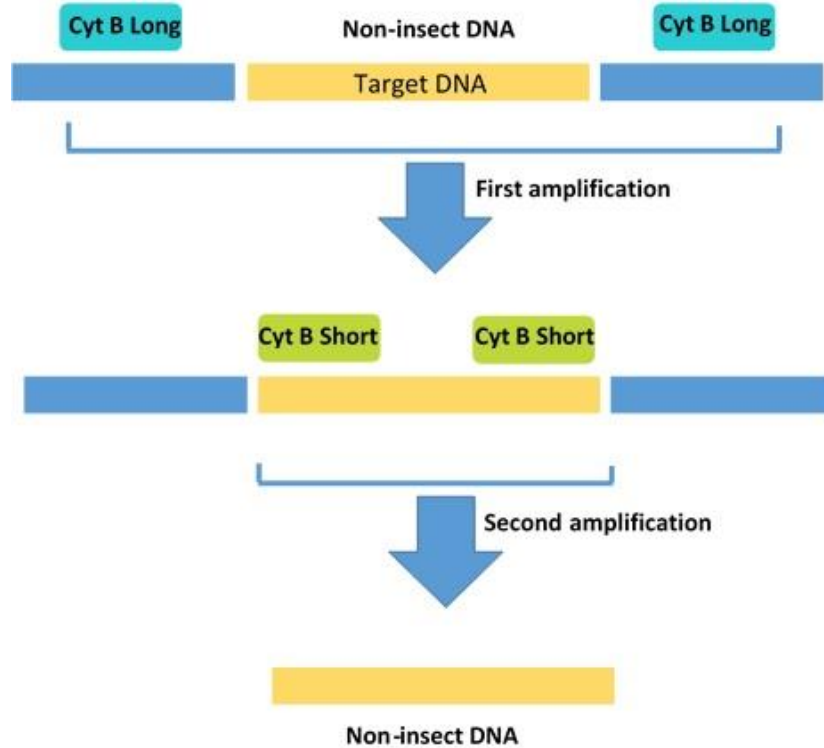 Cyt B Long
Non-insect DNA
Cyt B Long
Target DNA
First amplification
Cyt B Short
Cyt B Short
Second amplification
Non-insect DNA